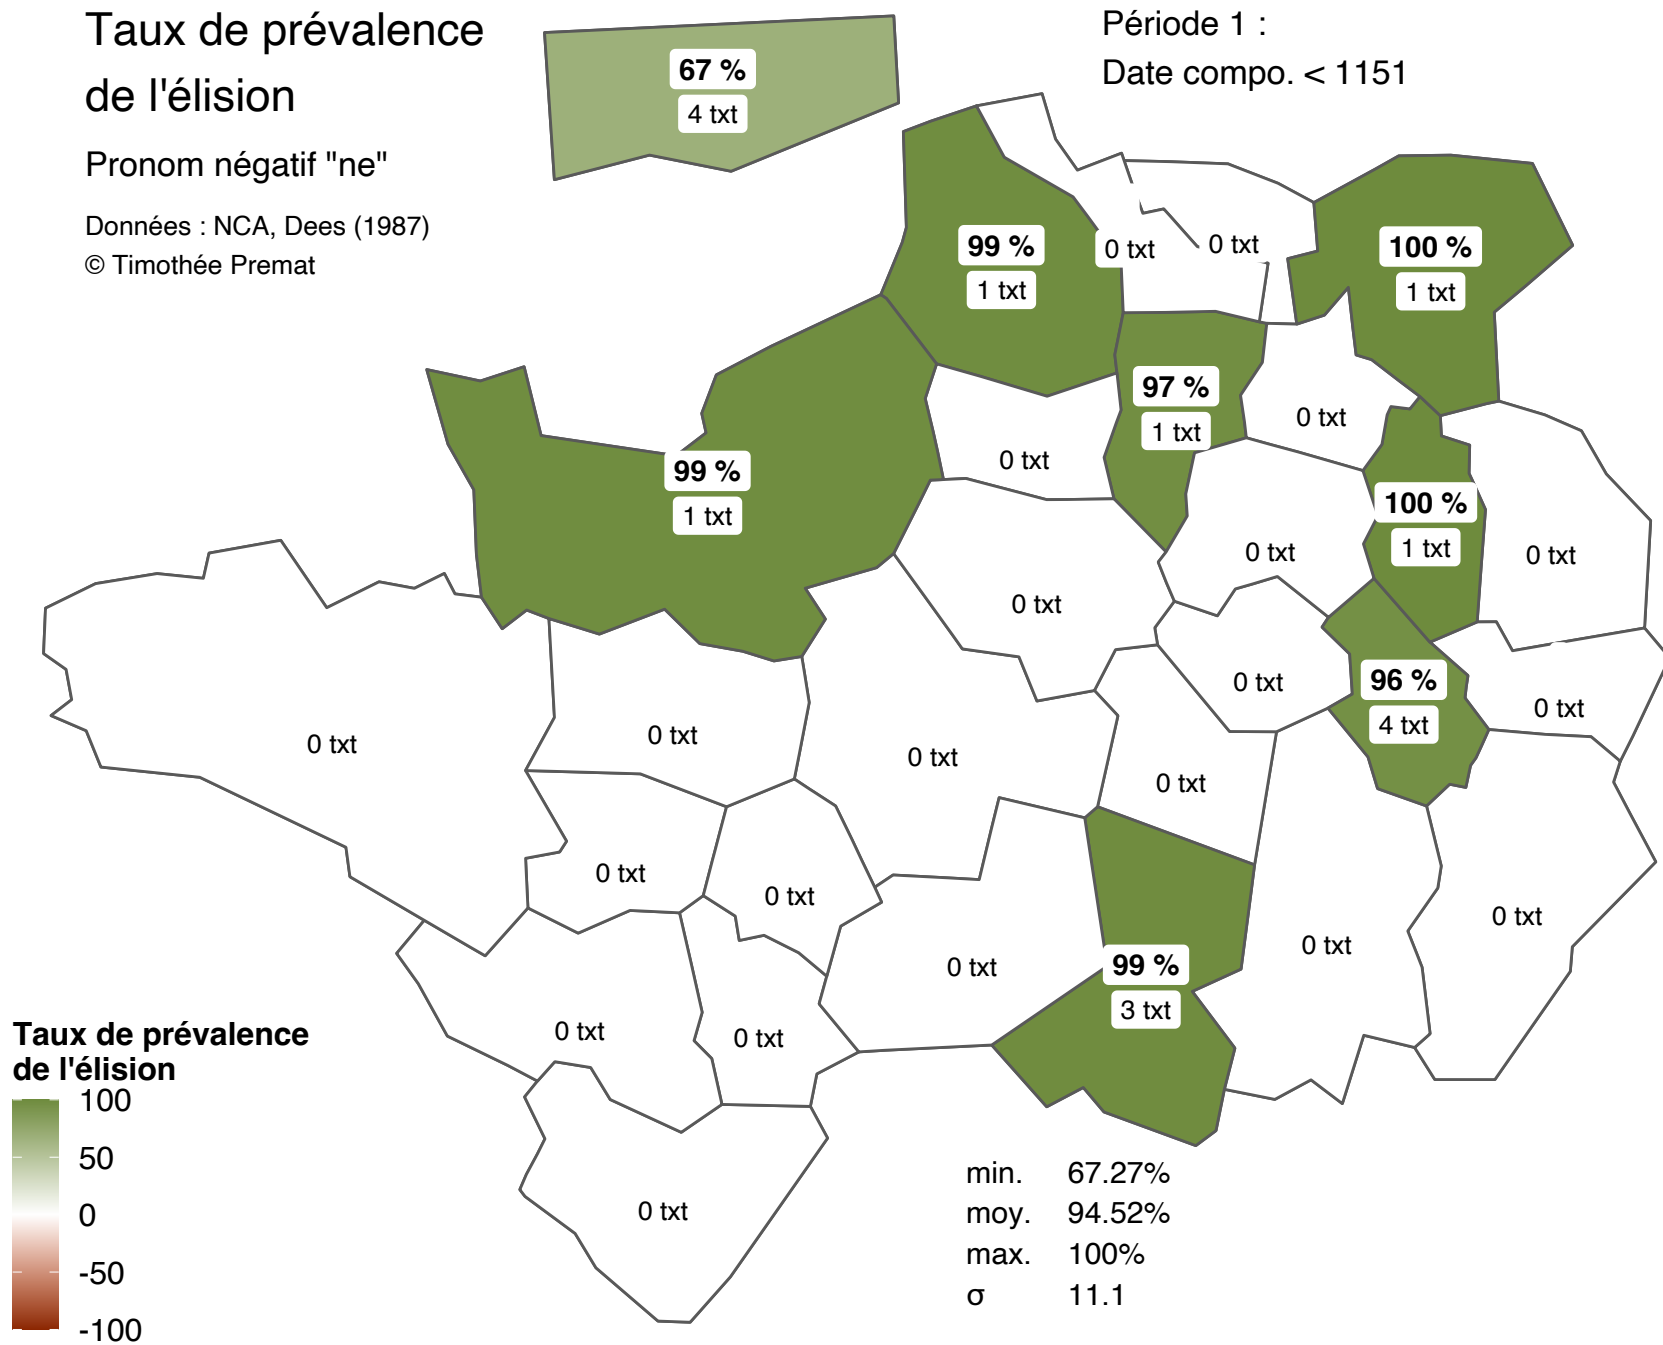 Taux de prévalence
de l'élision
Pronom négatif "ne"
Données : NCA, Dees (1987)
© Timothée Premat
Période 1 :
Date compo. < 1151
67 %
4 txt
99 %
1 txt
0 txt
0 txt
100 %
1 txt
97 %
1 txt
0 txt
0 txt
99 %
1 txt
100 %
1 txt
0 txt
0 txt
0 txt
0 txt
96 %
4 txt
0 txt
0 txt
0 txt
0 txt
0 txt
0 txt
0 txt
0 txt
0 txt
0 txt
99 %
3 txt
0 txt
0 txt
0 txt
0 txt
Taux de prévalence
de l'élision
100
50
0
-50
-100
min. 67.27%
moy. 94.52%
max. 100%
σ 11.1